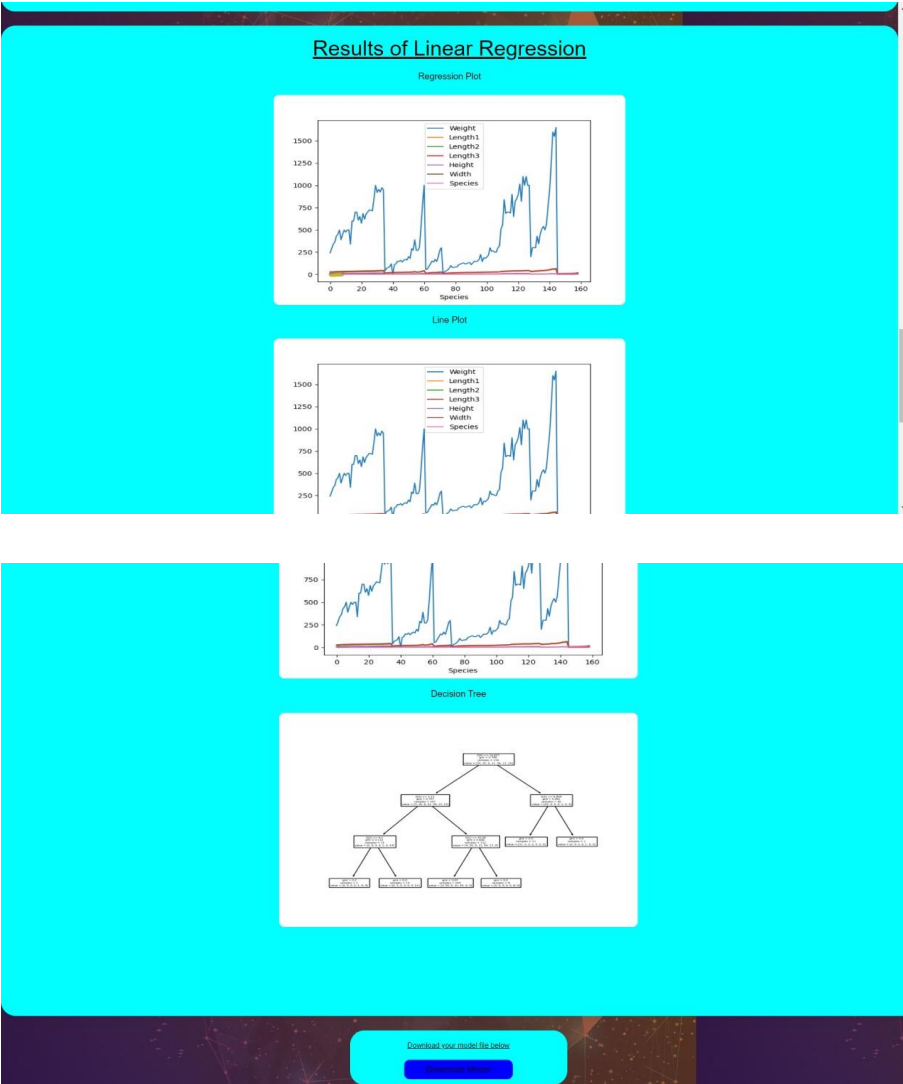 Results of Linear Regression
Regression Plot
Weight
Length1
Length2
Length3
Height
Width
Species
1500
1250
1000
750
500
250
0
0 20 40 60 80 100 120 140 160
Species
Line Plot
Weight
Length1
Length2
Length3
Height
Width
Species
1500
1250
1000
750
500
250
750
500
250
0
0 20 40 60 80 100 120 140 160
Species
Decision Tree
Download your model file below
Download Model